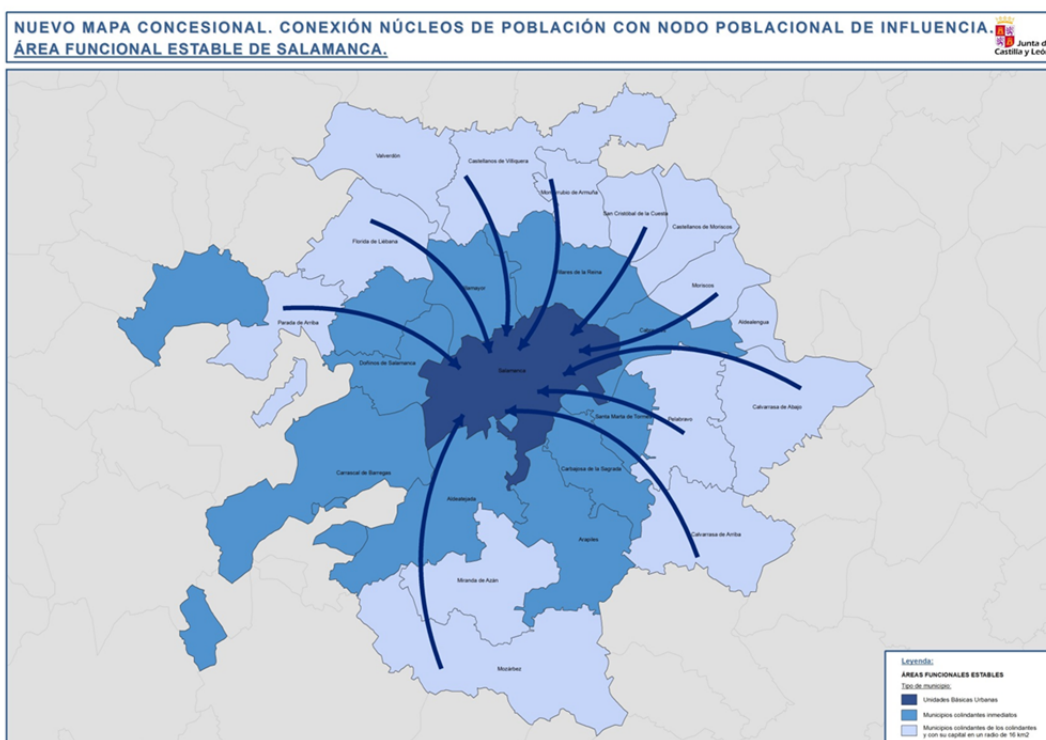 NUEVO MAPA CONCESIONAL. CONEXIÓN NÚCLEOS DE POBLACIÓN CON NODO POBLACIONAL DE INFLUENCIA.
ÁREA FUNCIONAL ESTABLE DE SALAMANCA.
Junta de
Castilla y León
Valverdón
Castellanos de Villiquera
Monterrubio de Armuña
San Cristóbal de la Cuesta
Castellanos de Moriscos
Florida de Liébana
Villares de la Reina
Villamayor
Moriscos
Parada de Arriba
Aldealengua
Doñinos de Salamanca
Salamanca
Calvarrasa de Abajo
Santa Marta de Tormes
Pelabravo
Carbajosa de la Sagrada
Carrascal de Barregas
Aldeatejada
Calvarrasa de Arriba
Arapiles
Miranda de Azán
Mozárbez
Leyenda:
ÁREAS FUNCIONALES ESTABLES
Tipo de municipio:
Unidades Básicas Urbanas
Municipios colindantes inmediatos
Municipios colindantes de los colindantes
y con su capital en un radio de 16 km2